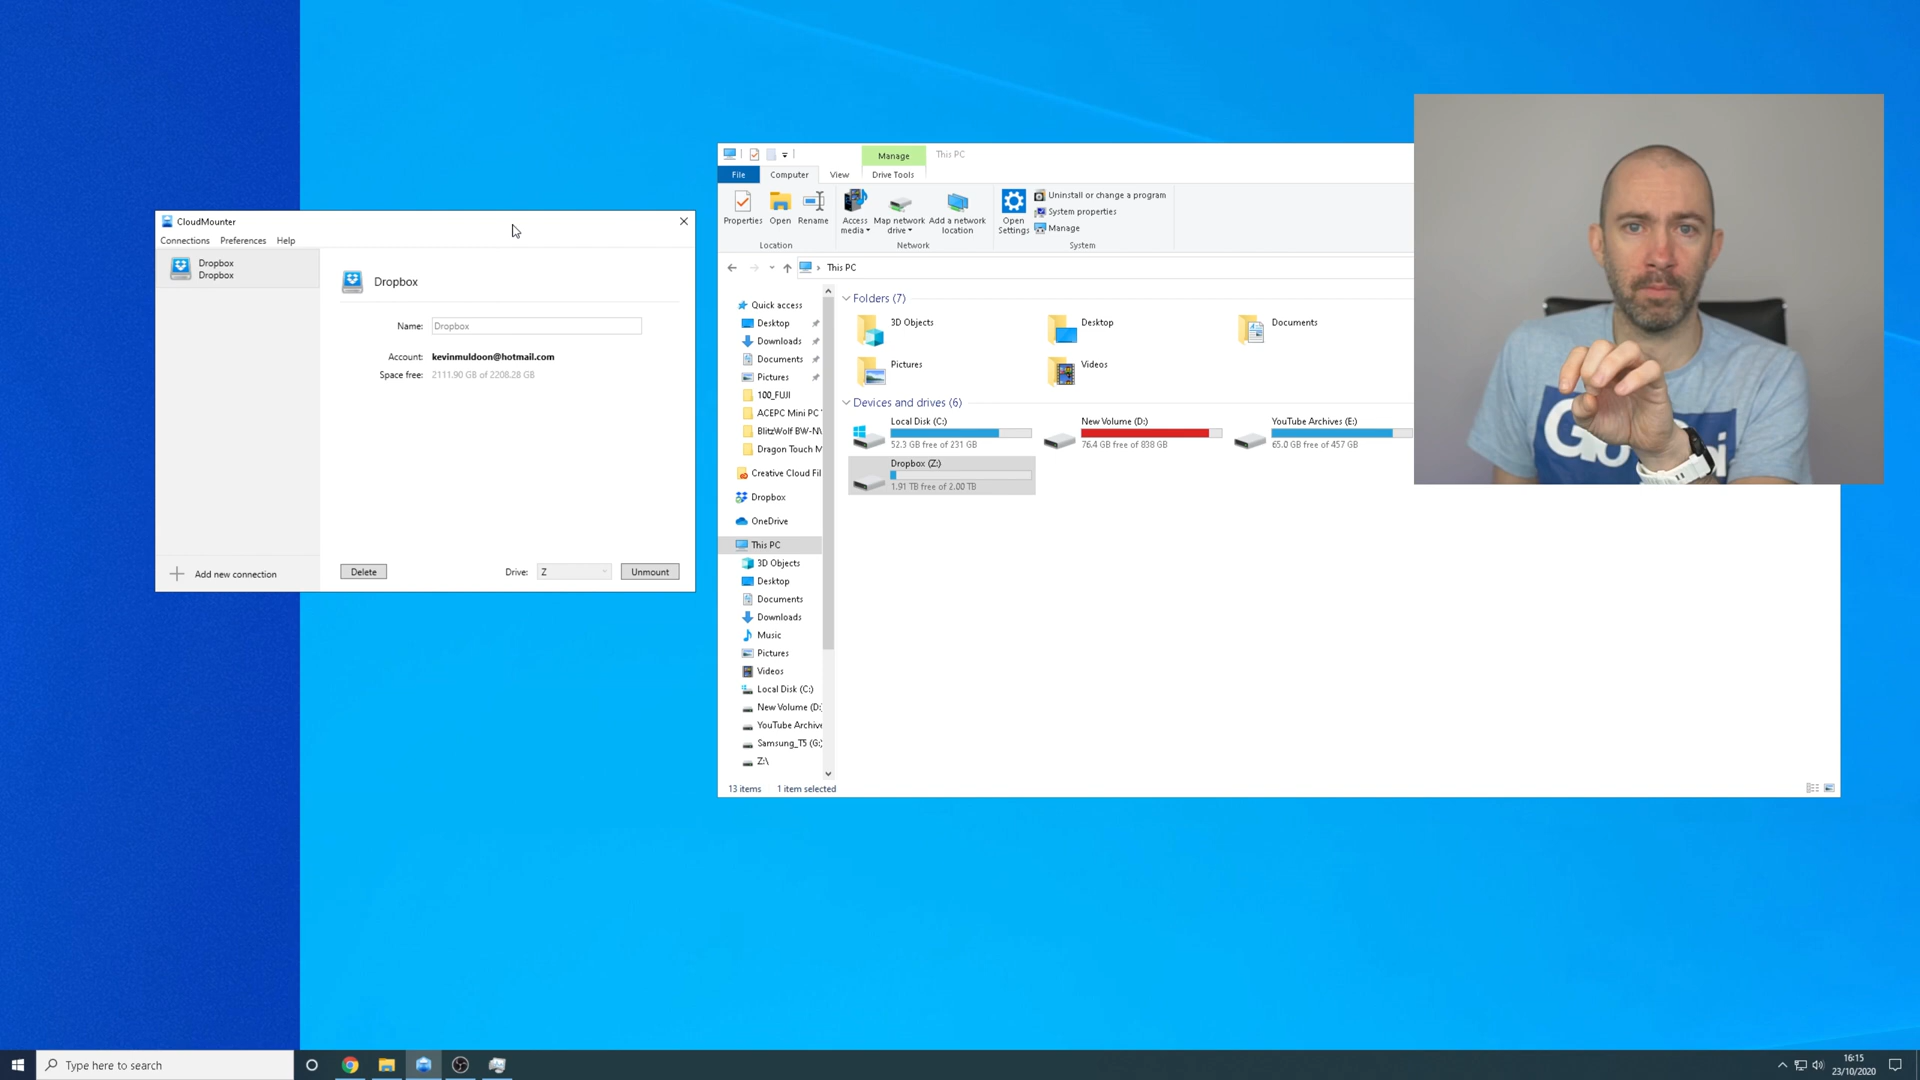 CloudMounter
Connections Preferences Help
Dropbox
Dropbox
Dropbox
Name: Dropbox
Account: kevinmuldoon@hotmail.com
Space free: 2111.90 GB of 2208.28 GB
Add new connection
Delete
Drive: Z
Unmount
Manage
This PC
File
Computer
View
Drive Tools
Properties
Open
Rename
Access media
Map network drive
Add a network location
Open Settings
Uninstall or change a program
System properties
Manage
Location
Network
System
This PC
Quick access
Desktop
Downloads
Documents
Pictures
100_FUJI
ACEPC Mini PC
BlitzWolf BW-N
Dragon Touch M
Creative Cloud Fil
Dropbox
OneDrive
This PC
3D Objects
Desktop
Documents
Downloads
Music
Pictures
Videos
Local Disk (C:)
New Volume (D:
YouTube Archive
Samsung_T5 (G:
Z:\
Folders (7)
3D Objects
Desktop
Documents
Pictures
Videos
Devices and drives (6)
Local Disk (C:)
52.3 GB free of 231 GB
New Volume (D:)
76.4 GB free of 838 GB
YouTube Archives (E:)
65.0 GB free of 457 GB
Dropbox (Z:)
1.91 TB free of 2.00 TB
13 items 1 item selected
Type here to search
16:15
23/10/2020